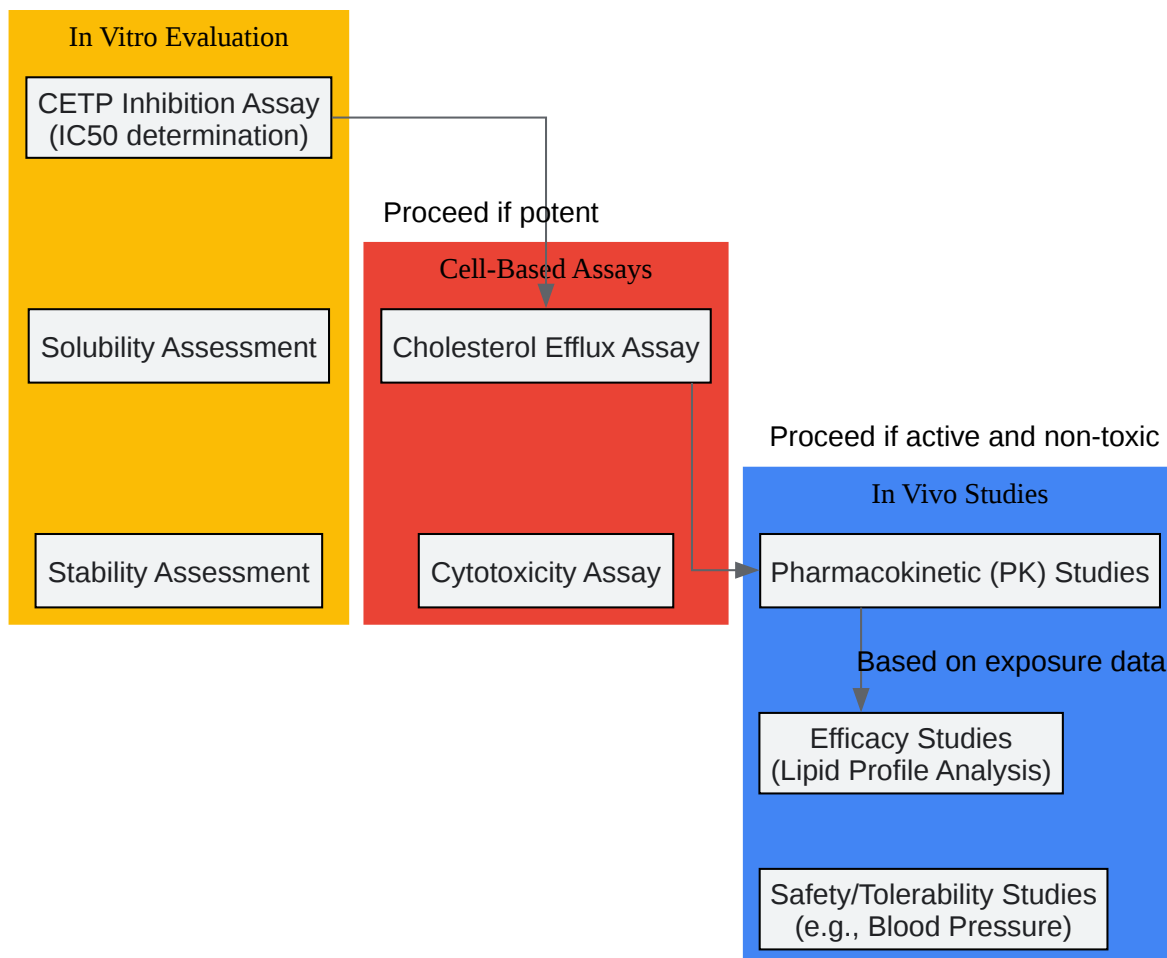 In Vitro Evaluation
CETP Inhibition Assay
(IC50 determination)
Solubility Assessment
Stability Assessment
Proceed if potent
Cell-Based Assays
Cholesterol Efflux Assay
Cytotoxicity Assay
Proceed if active and non-toxic
In Vivo Studies
Pharmacokinetic (PK) Studies
Based on exposure data
Efficacy Studies
(Lipid Profile Analysis)
Safety/Tolerability Studies
(e.g., Blood Pressure)